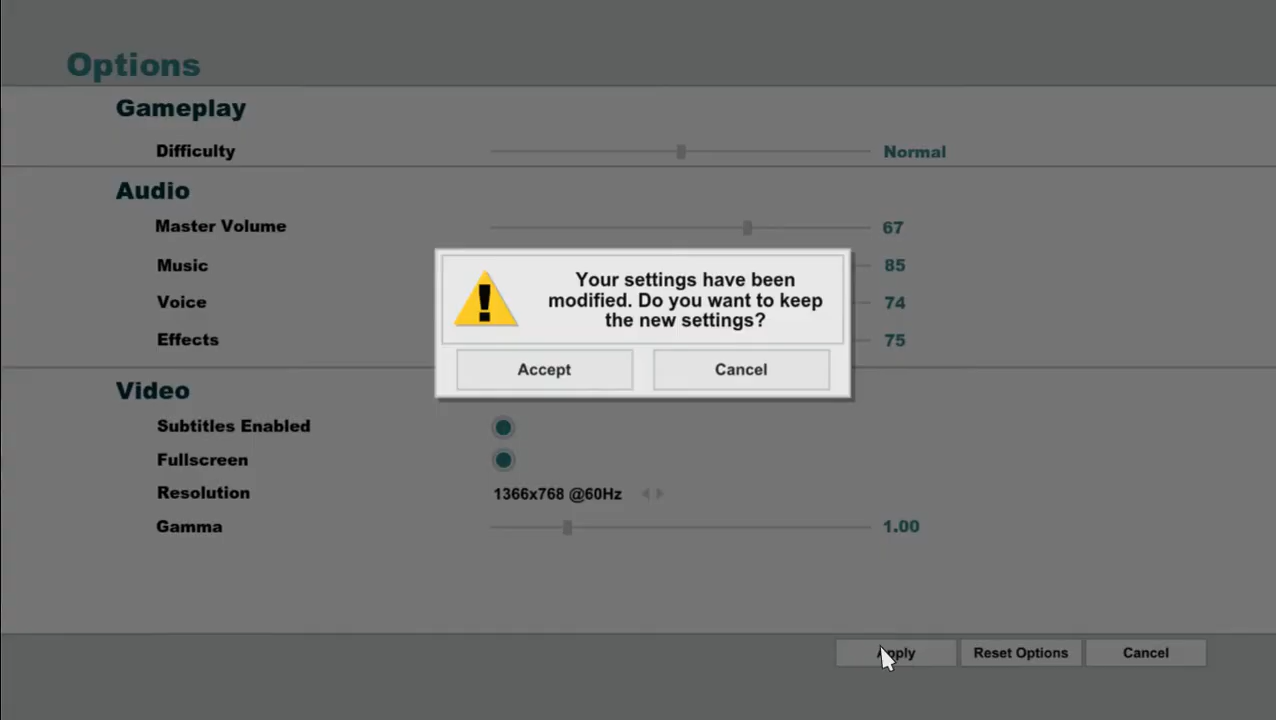 Options
Gameplay
Difficulty Normal
Audio
Master Volume 67
Music 85
Voice 74
Effects 75
Your settings have been
modified. Do you want to keep
the new settings?
Accept Cancel
Video
Subtitles Enabled
Fullscreen
Resolution 1366x768 @60Hz
Gamma 1.00
Apply Reset Options Cancel